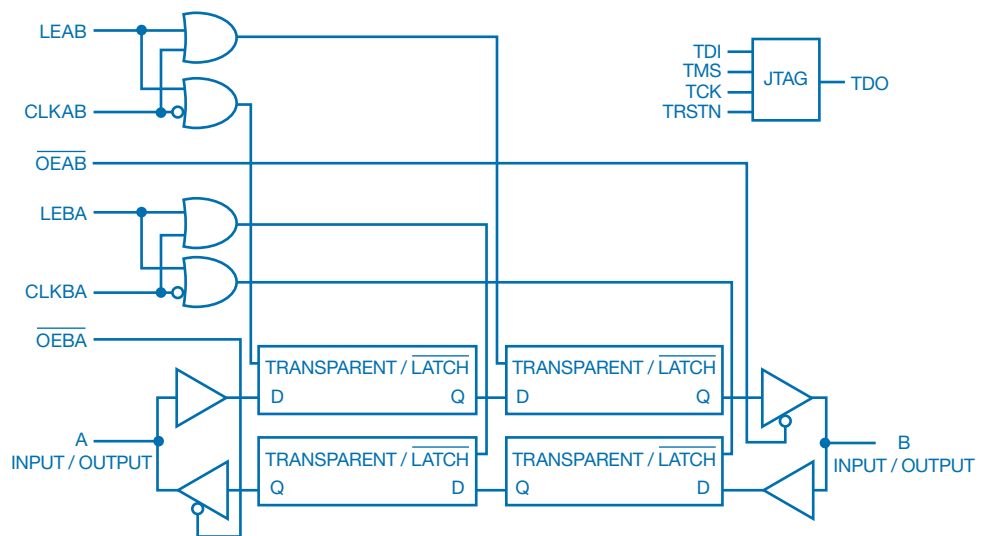 LEAB
CLKAB
OEAB
LEBA
CLKBA
OEBA
TDI
TMS
TCK
TRSTN
JTAG
TDO
TRANSPARENT / LATCH
D Q
TRANSPARENT / LATCH
D Q
A
INPUT / OUTPUT
TRANSPARENT / LATCH
Q D
TRANSPARENT / LATCH
Q D
B
INPUT / OUTPUT